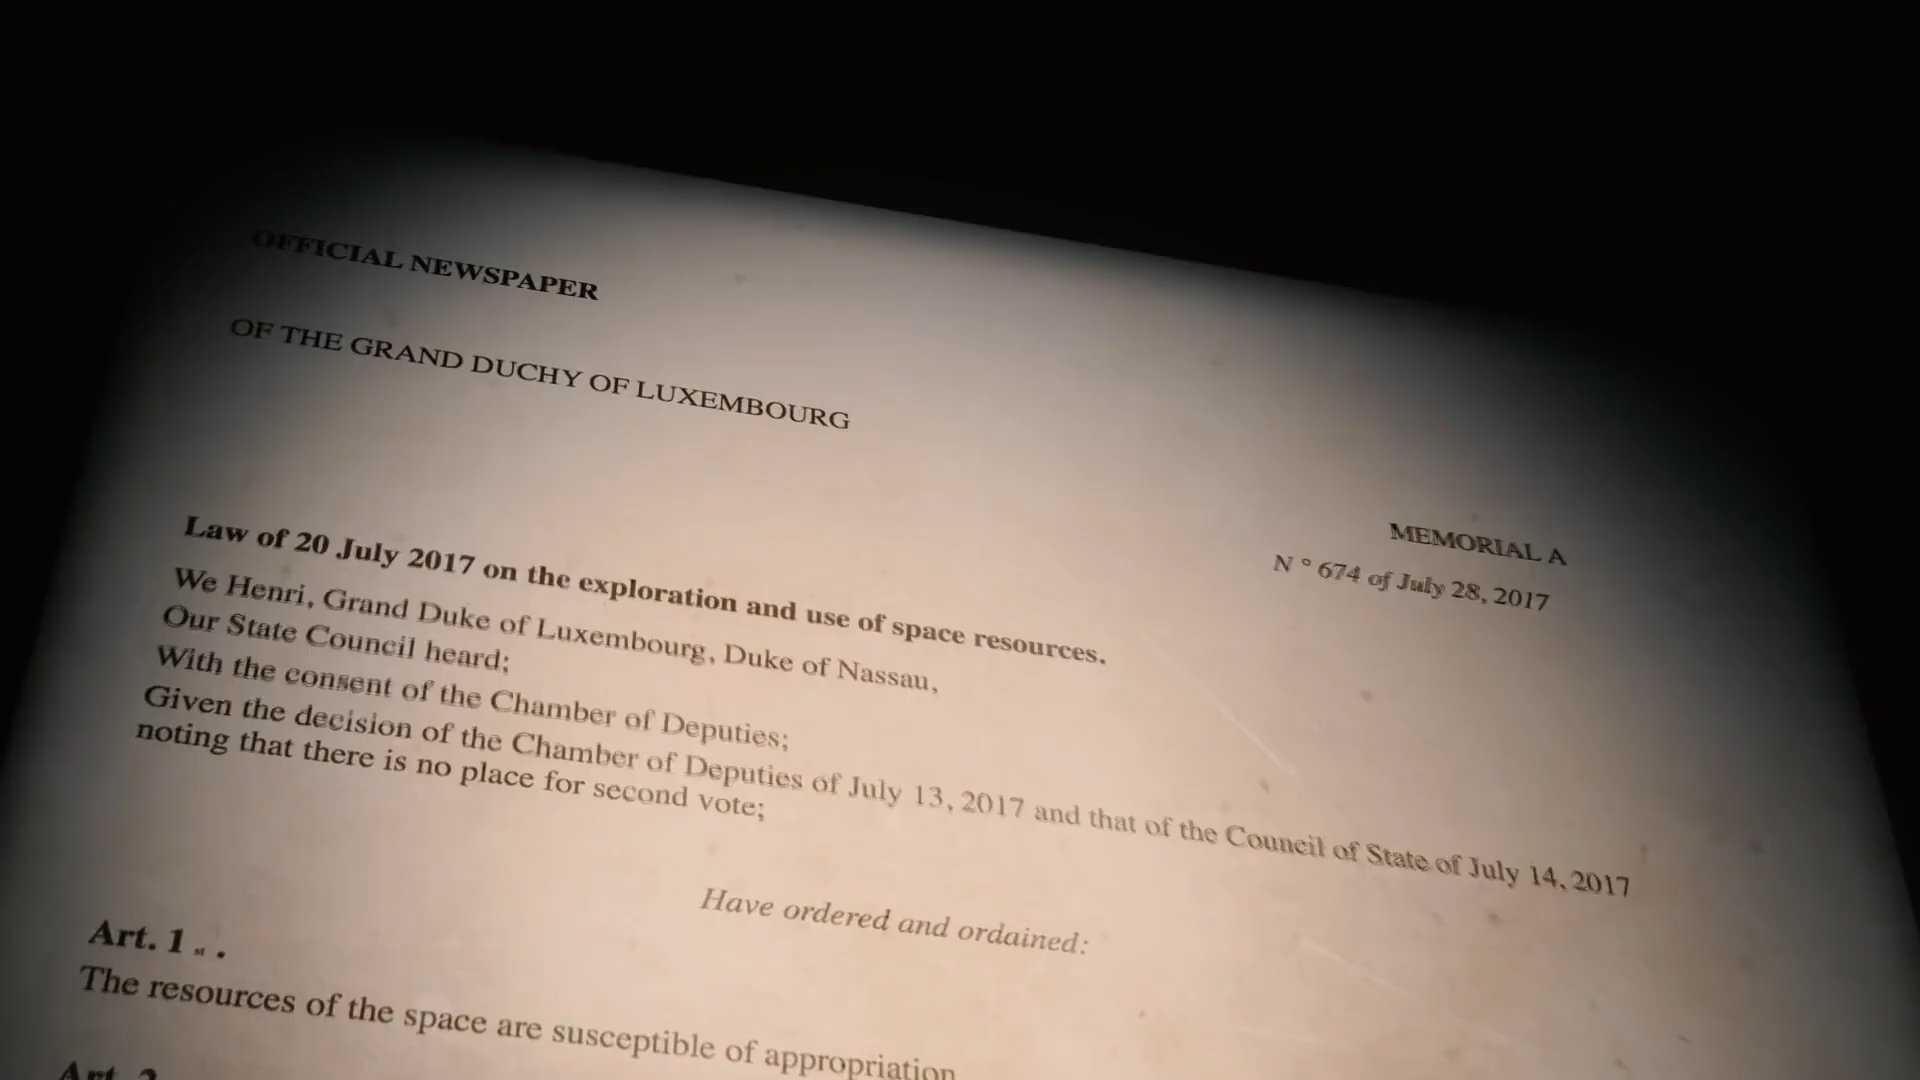 OFFICIAL NEWSPAPER
OF THE GRAND DUCHY OF LUXEMBOURG
MEMORIAL A
N ° 674 of July 28, 2017
Law of 20 July 2017 on the exploration and use of space resources.
We Henri, Grand Duke of Luxembourg, Duke of Nassau,
Our State Council heard;
With the consent of the Chamber of Deputies;
Given the decision of the Chamber of Deputies of July 13, 2017 and that of the Council of State of July 14, 2017
noting that there is no place for second vote;
Have ordered and ordained:
Art. 1 st .
The resources of the space are susceptible of appropriation
Art. 2